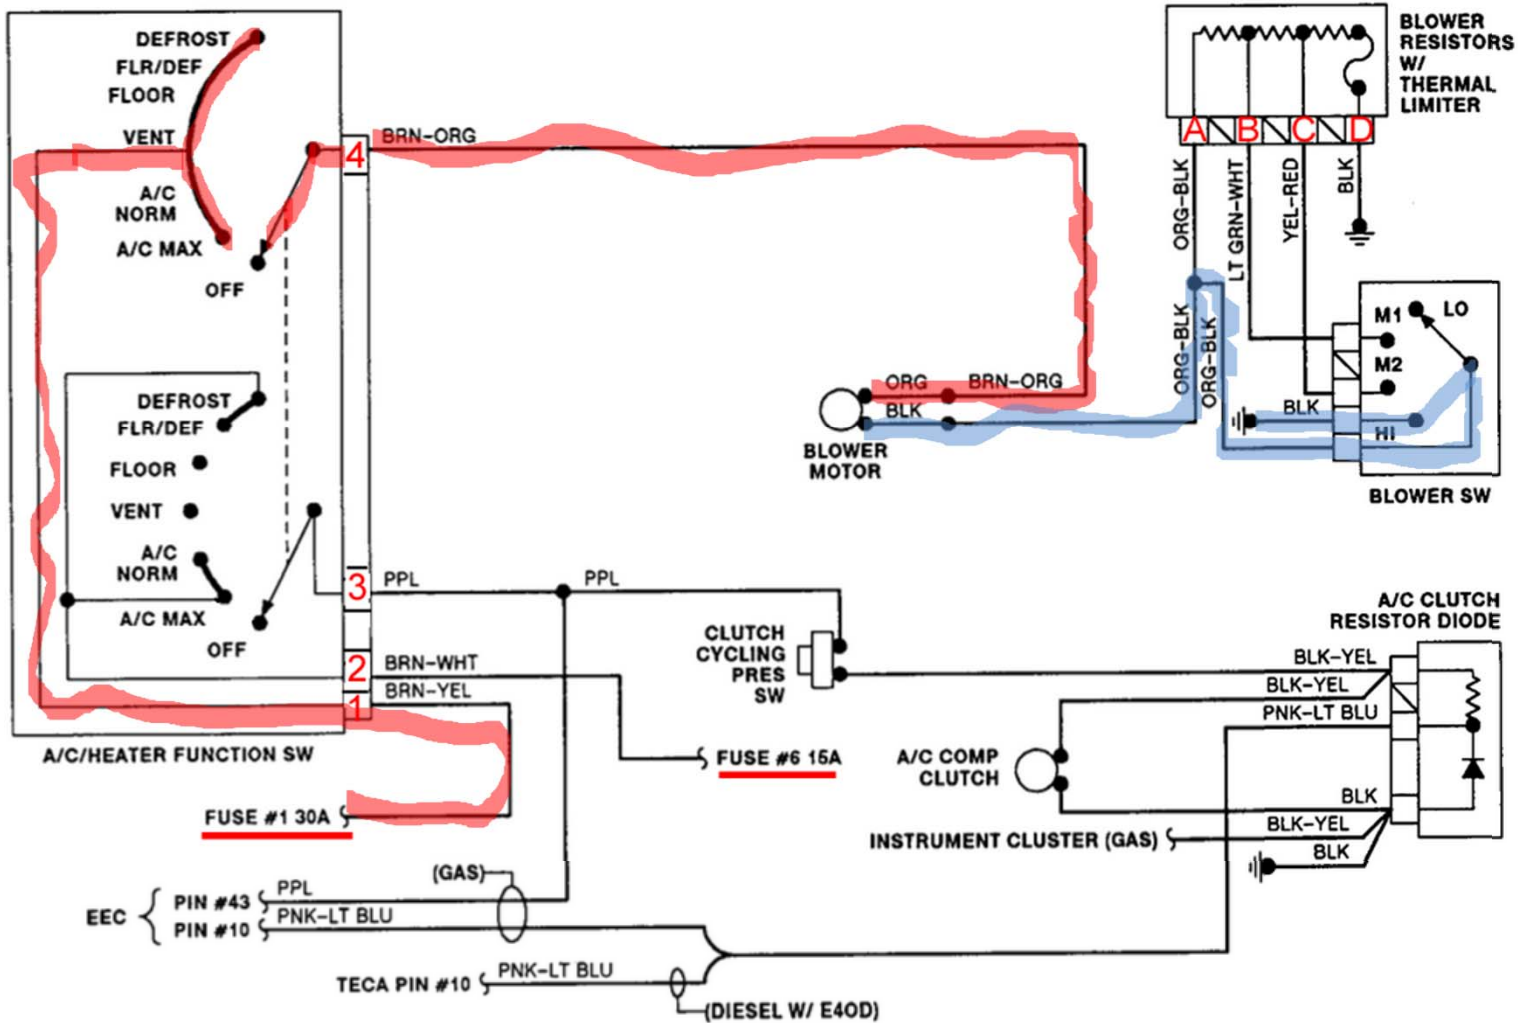 DEFROST
FLR/DEF
FLOOR
VENT
A/C
NORM
A/C MAX
OFF
4
BRN-ORG
BLOWER
RESISTORS
W/
THERMAL
LIMITER
A
B
C
D
ORG-BLK
LT GRN-WHT
YEL-RED
BLK
ORG-BLK
ORG-BLK
M1
LO
M2
BLK
HI
BLOWER SW
ORG
BRN-ORG
BLK
BLOWER
MOTOR
DEFROST
FLR/DEF
FLOOR
VENT
A/C
NORM
A/C MAX
OFF
3
PPL
PPL
2
BRN-WHT
1
BRN-YEL
A/C/HEATER FUNCTION SW
FUSE #1 30A
FUSE #6 15A
CLUTCH
CYCLING
PRES
SW
A/C CLUTCH
RESISTOR DIODE
BLK-YEL
BLK-YEL
PNK-LT BLU
A/C COMP
CLUTCH
BLK
INSTRUMENT CLUSTER (GAS)
BLK-YEL
BLK
(GAS)
EEC
PIN #43
PPL
PIN #10
PNK-LT BLU
TECA PIN #10
PNK-LT BLU
(DIESEL W/ E4OD)